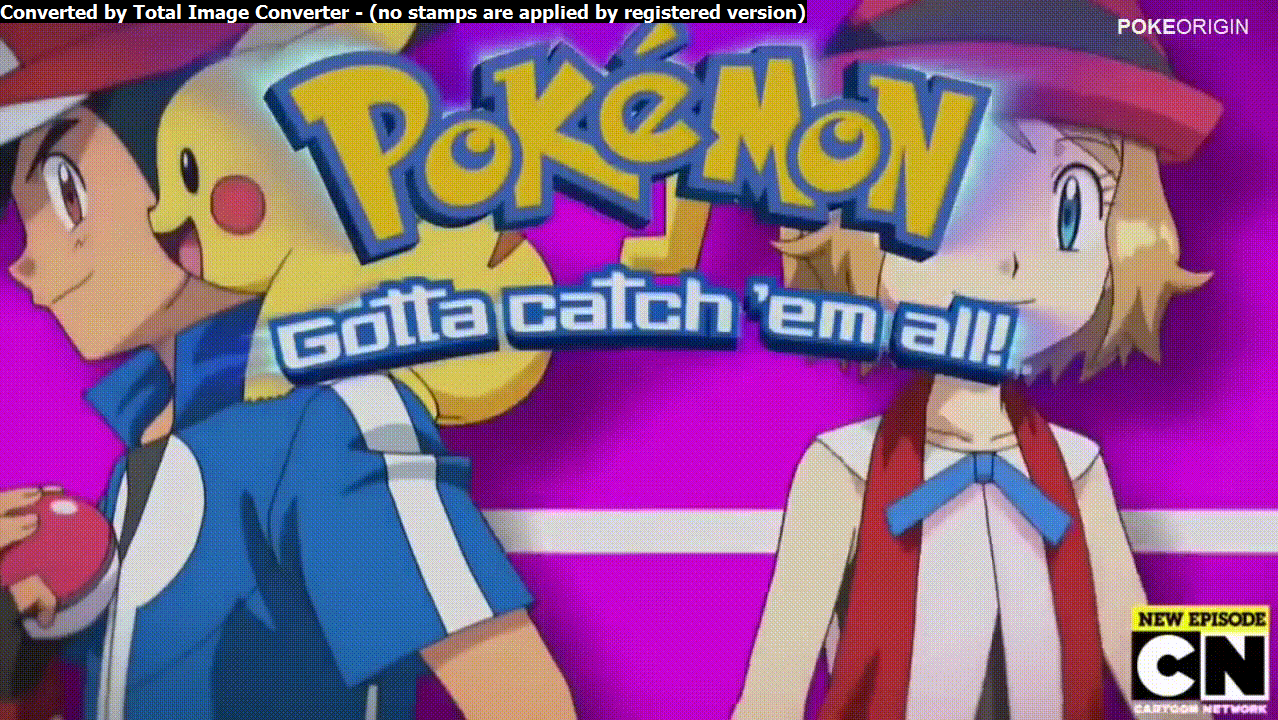 Converted by Total Image Converter - (no stamps are applied by registered version)
POKEORIGIN
POKéMON
Gotta catch 'em all!
NEW EPISODE
CN
CARTOON NETWORK